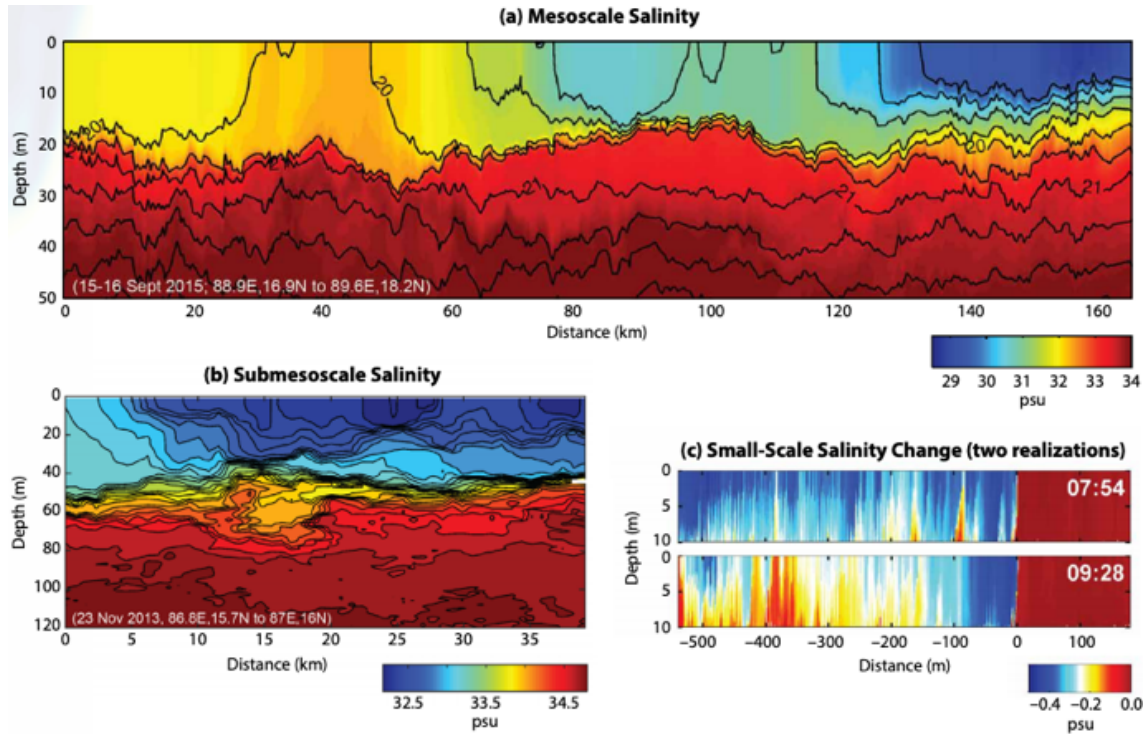 (a) Mesoscale Salinity
0
10
20
30
40
50
Depth (m)
20
20
20
21
21
(15-16 Sept 2015; 88.9E,16.9N to 89.6E,18.2N)
0 20 40 60 80 100 120 140 160
Distance (km)
29 30 31 32 33 34
psu
(b) Submesoscale Salinity
0
20
40
60
80
100
120
Depth (m)
(23 Nov 2013, 86.8E,15.7N to 87E,16N)
0 5 10 15 20 25 30 35
Distance (km)
32.5 33.5 34.5
psu
(c) Small-Scale Salinity Change (two realizations)
0
5
10
07:54
0
5
10
09:28
Depth (m)
−500 −400 −300 −200 −100 0 100
Distance (m)
−0.4 −0.2 0.0
psu